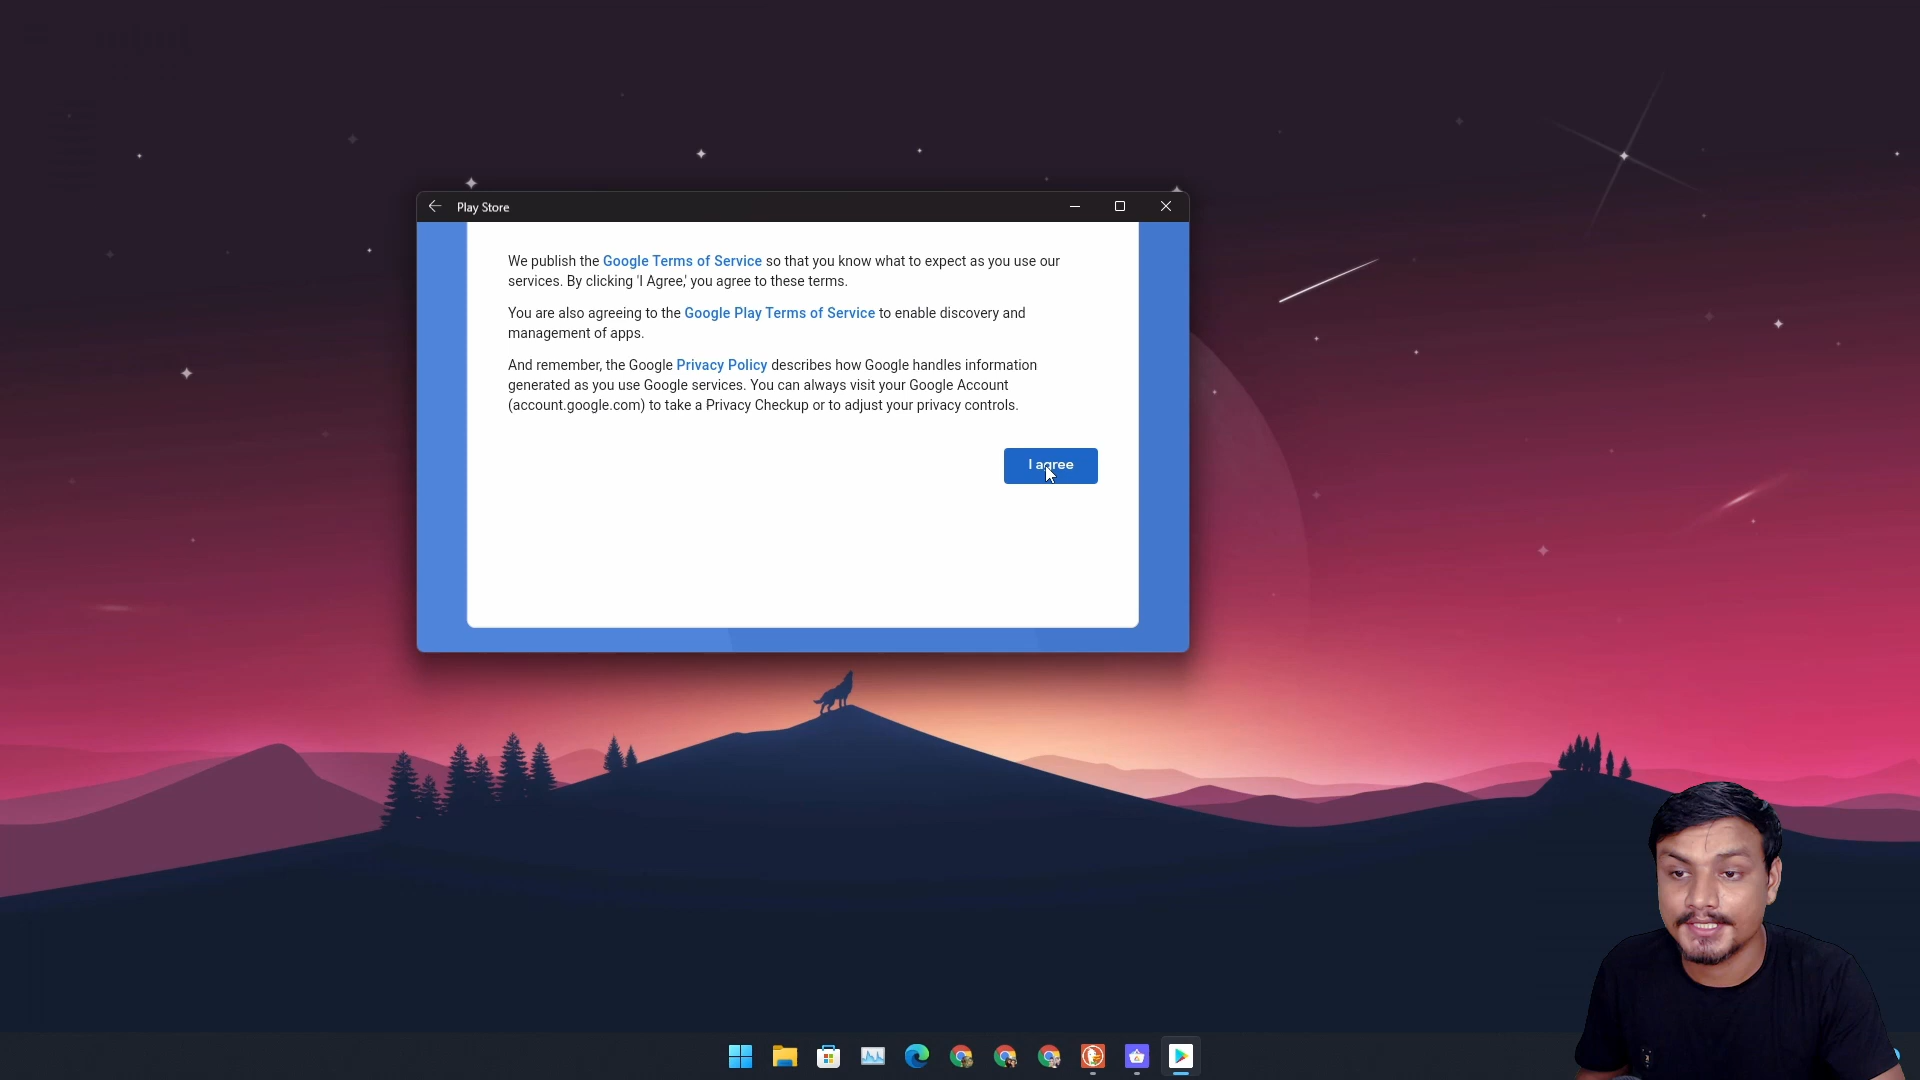 Play Store
We publish the Google Terms of Service so that you know what to expect as you use our
services. By clicking 'I Agree,' you agree to these terms.
You are also agreeing to the Google Play Terms of Service to enable discovery and
management of apps.
And remember, the Google Privacy Policy describes how Google handles information
generated as you use Google services. You can always visit your Google Account
(account.google.com) to take a Privacy Checkup or to adjust your privacy controls.
I agree